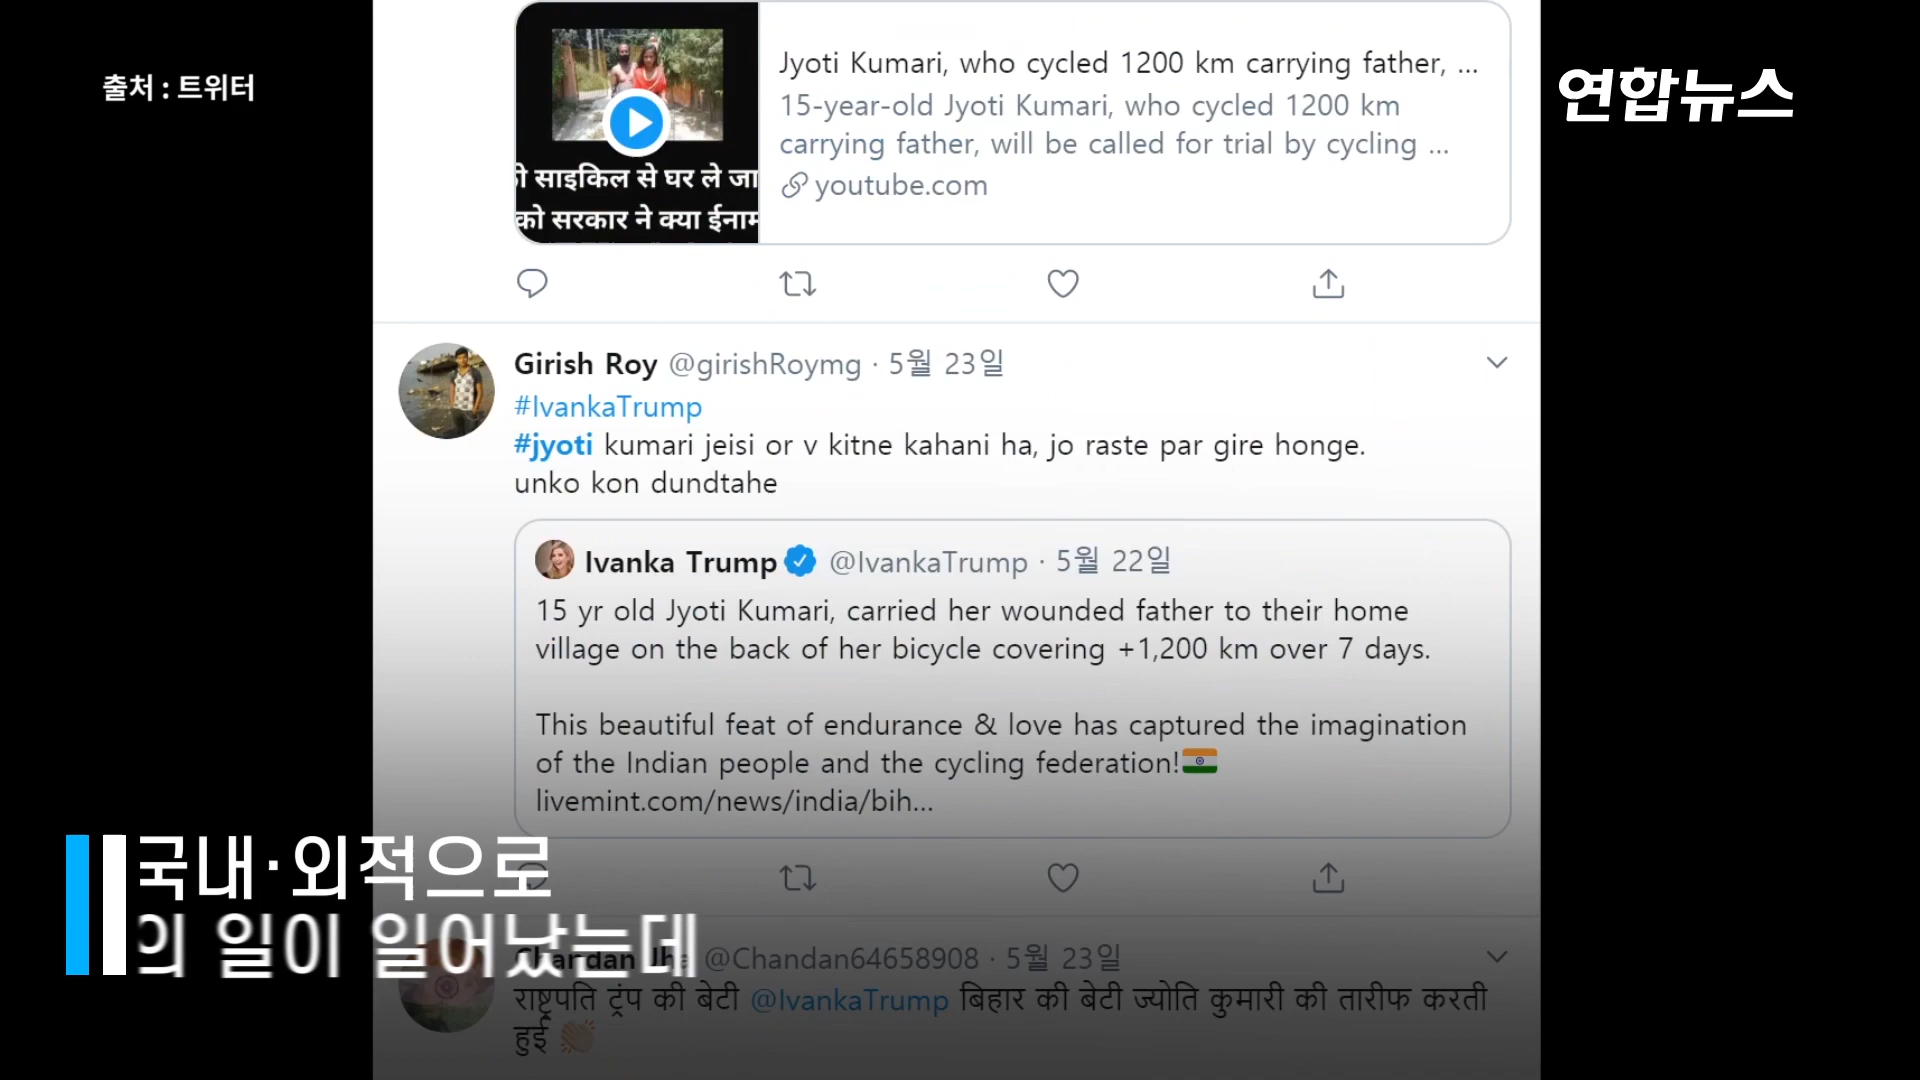 출처 : 트위터
연합뉴스
Jyoti Kumari, who cycled 1200 km carrying father, ...
15-year-old Jyoti Kumari, who cycled 1200 km
carrying father, will be called for trial by cycling ...
youtube.com
साइकिल से घर ले जा
को सरकार ने क्या ईनाम
Girish Roy @girishRoymg · 5월 23일
#IvankaTrump
#jyoti kumari jeisi or v kitne kahani ha, jo raste par gire honge.
unko kon dundtahe
Ivanka Trump @IvankaTrump · 5월 22일
15 yr old Jyoti Kumari, carried her wounded father to their home
village on the back of her bicycle covering +1,200 km over 7 days.
This beautiful feat of endurance & love has captured the imagination
of the Indian people and the cycling federation!
livemint.com/news/india/bih...
국내·외적으로
의 일이 일어났는데
Chandan Jha @Chandan64658908 · 5월 23일
राष्ट्रपति ट्रंप की बेटी @IvankaTrump बिहार की बेटी ज्योति कुमारी की तारीफ करती
हुई